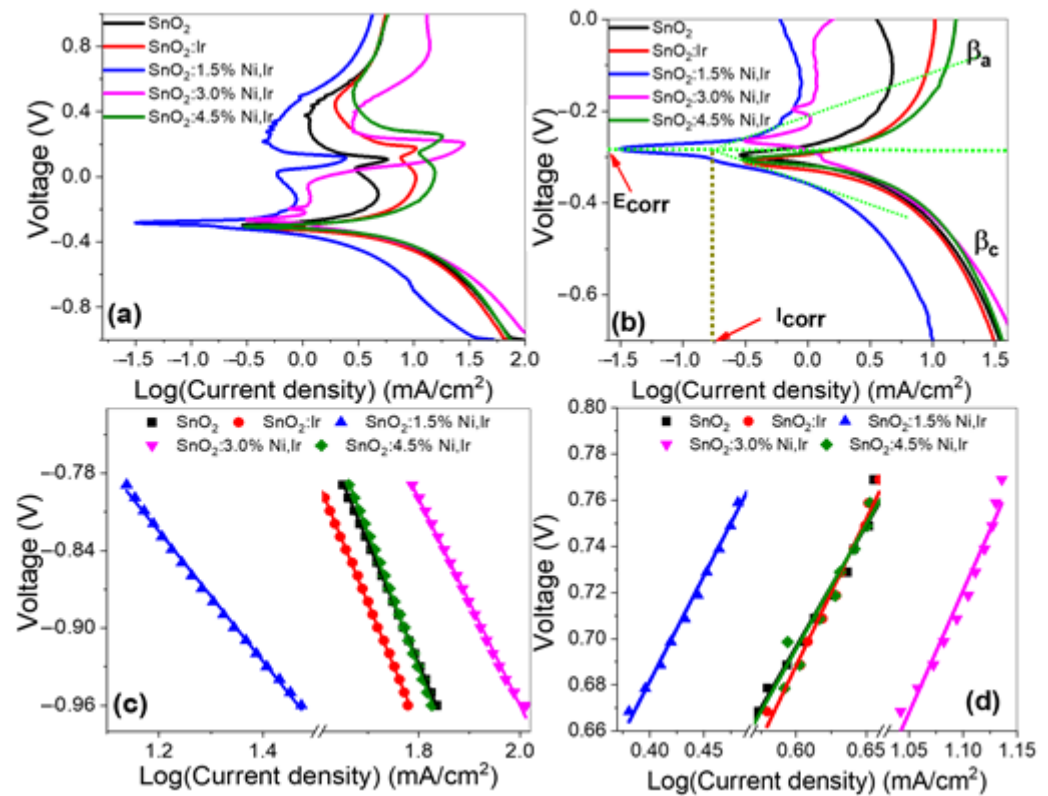 SnO₂
SnO₂:Ir
SnO₂:1.5% Ni,Ir
SnO₂:3.0% Ni,Ir
SnO₂:4.5% Ni,Ir
0.8
0.4
0.0
−0.4
−0.8
Voltage (V)
(a)
−1.5 −1.0 −0.5 0.0 0.5 1.0 1.5 2.0
Log(Current density) (mA/cm²)
SnO₂
SnO₂:Ir
SnO₂:1.5% Ni,Ir
SnO₂:3.0% Ni,Ir
SnO₂:4.5% Ni,Ir
βa
0.0
−0.2
−0.4
−0.6
Voltage (V)
Ecorr
βc
(b)
Icorr
−1.5 −1.0 −0.5 0.0 0.5 1.0 1.5
Log(Current density) (mA/cm²)
SnO₂ SnO₂:Ir SnO₂:1.5% Ni,Ir
SnO₂:3.0% Ni,Ir SnO₂:4.5% Ni,Ir
−0.78
−0.84
−0.90
−0.96
Voltage (V)
(c)
1.2 1.4 1.8 2.0
Log(Current density) (mA/cm²)
SnO₂ SnO₂:Ir SnO₂:1.5% Ni,Ir
SnO₂:3.0% Ni,Ir SnO₂:4.5% Ni,Ir
0.80
0.78
0.76
0.74
0.72
0.70
0.68
0.66
Voltage (V)
(d)
0.40 0.45 0.60 0.65 1.05 1.10 1.15
Log(Current density) (mA/cm²)